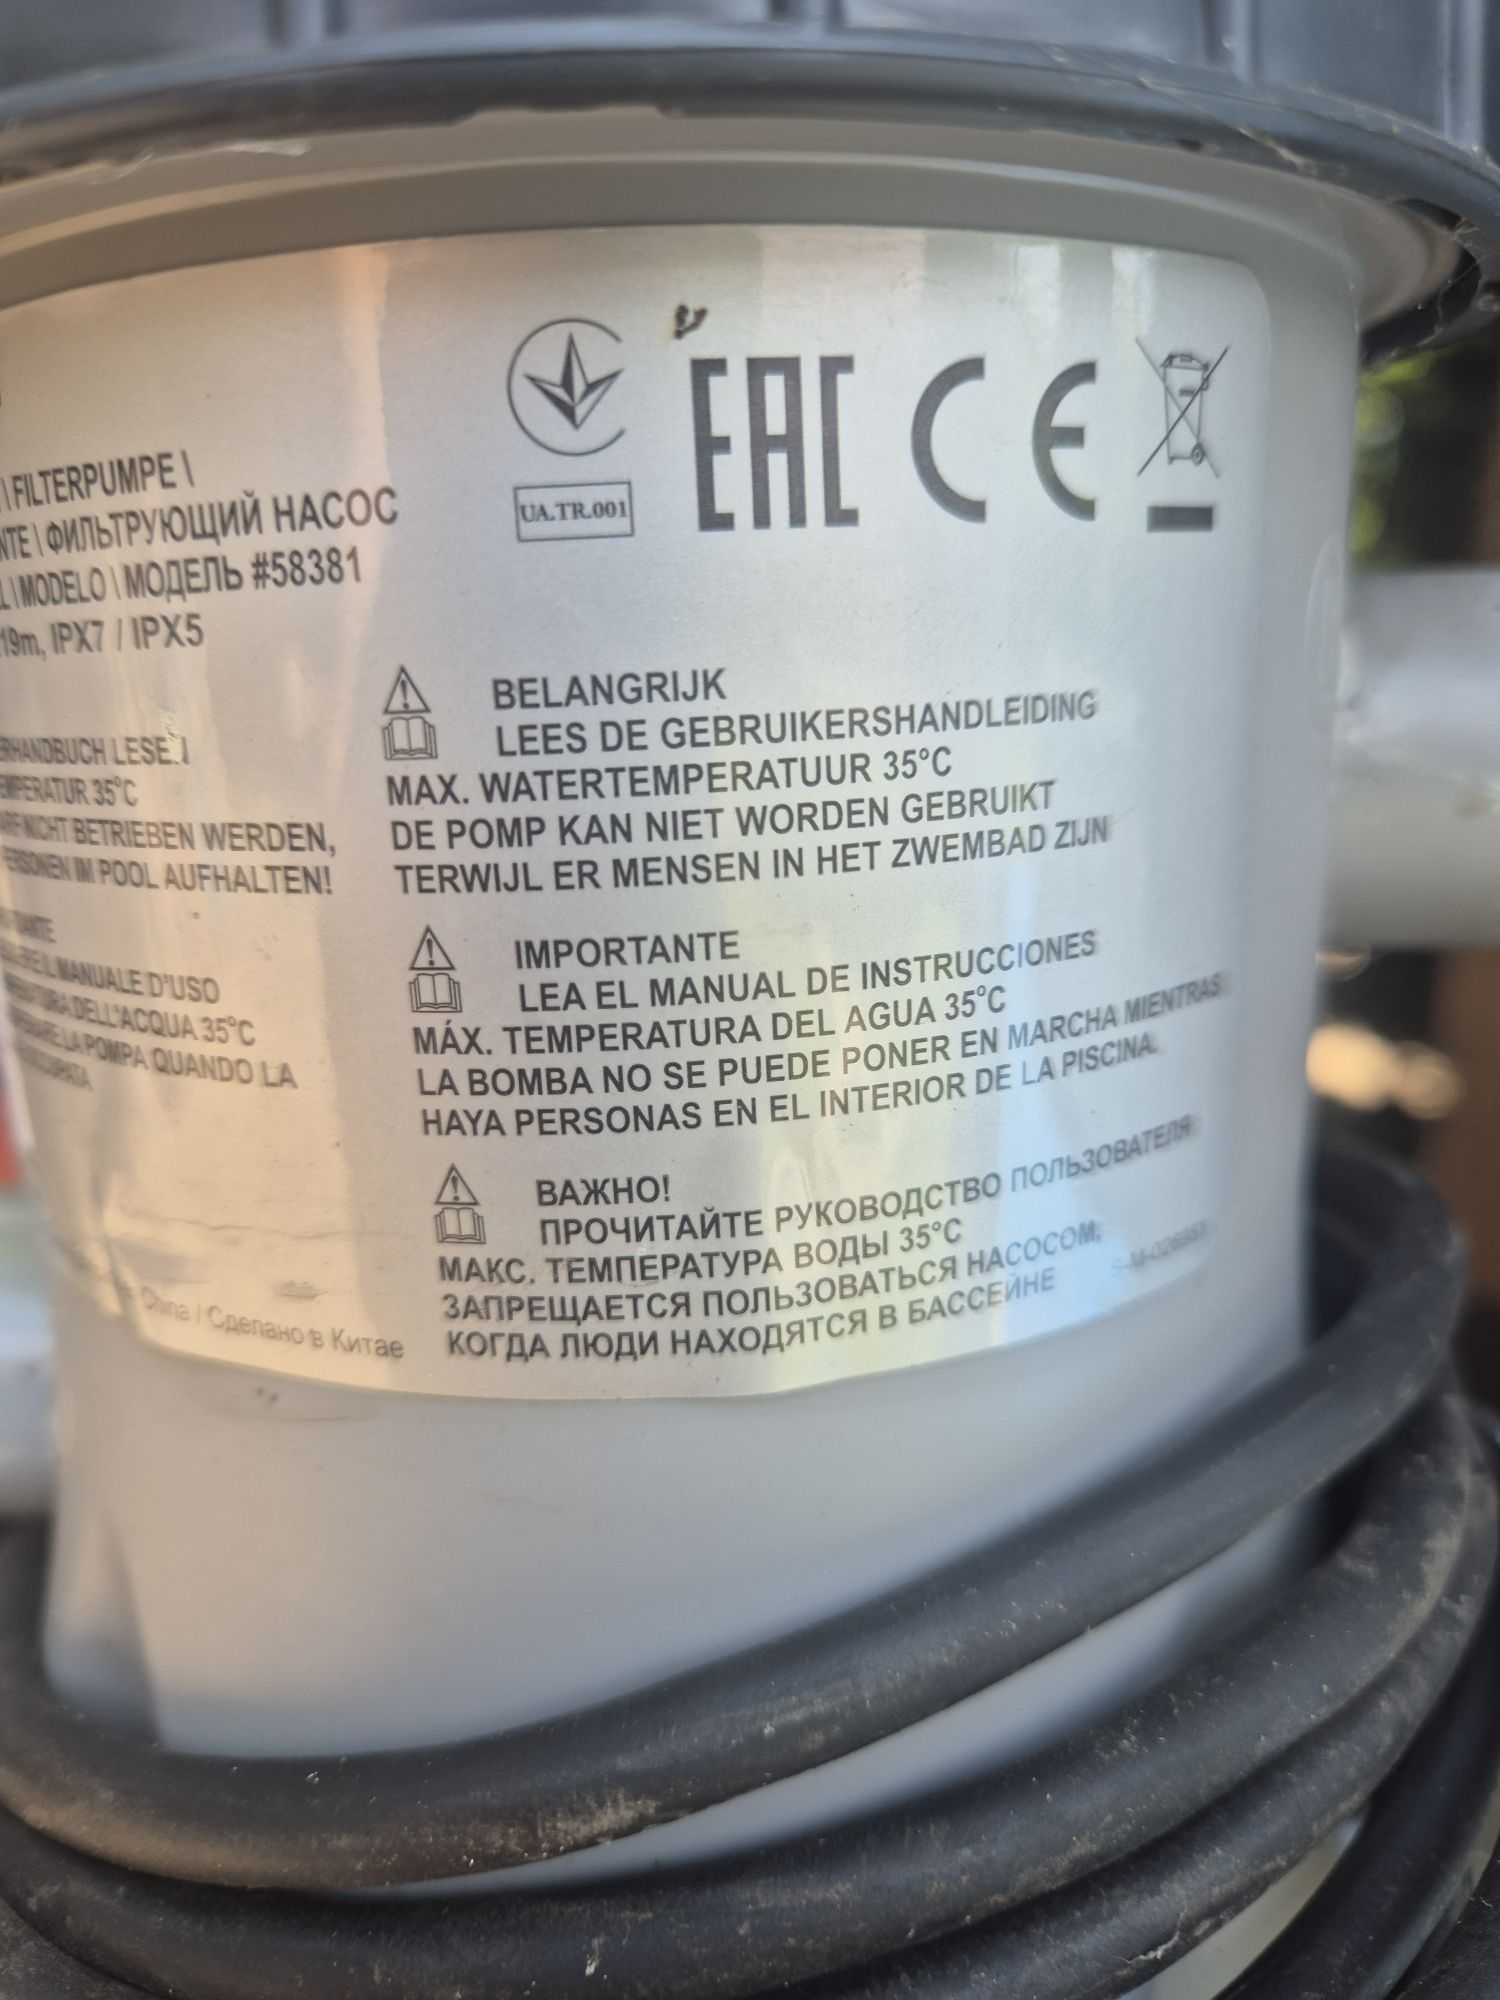 \ FILTERPUMPE \
\ ФИЛЬТРУЮЩИЙ НАСОС
\ MODELO \ МОДЕЛЬ #58381
19m, IPX7 / IPX5
UA.TR.001
EAC CE
LESEN
35°C
NICHT BETRIEBEN WERDEN,
PERSONEN IM POOL AUFHALTEN!
IL MANUALE D'USO
DELL'ACQUA 35°C
LA POMPA QUANDO LA
China / Сделано в Китае
BELANGRIJK
LEES DE GEBRUIKERSHANDLEIDING
MAX. WATERTEMPERATUUR 35°C
DE POMP KAN NIET WORDEN GEBRUIKT
TERWIJL ER MENSEN IN HET ZWEMBAD ZIJN
IMPORTANTE
LEA EL MANUAL DE INSTRUCCIONES
MÁX. TEMPERATURA DEL AGUA 35°C
LA BOMBA NO SE PUEDE PONER EN MARCHA MIENTRAS
HAYA PERSONAS EN EL INTERIOR DE LA PISCINA.
ВАЖНО!
ПРОЧИТАЙТЕ РУКОВОДСТВО ПОЛЬЗОВАТЕЛЯ
МАКС. ТЕМПЕРАТУРА ВОДЫ 35°C
ЗАПРЕЩАЕТСЯ ПОЛЬЗОВАТЬСЯ НАСОСОМ,
КОГДА ЛЮДИ НАХОДЯТСЯ В БАССЕЙНЕ